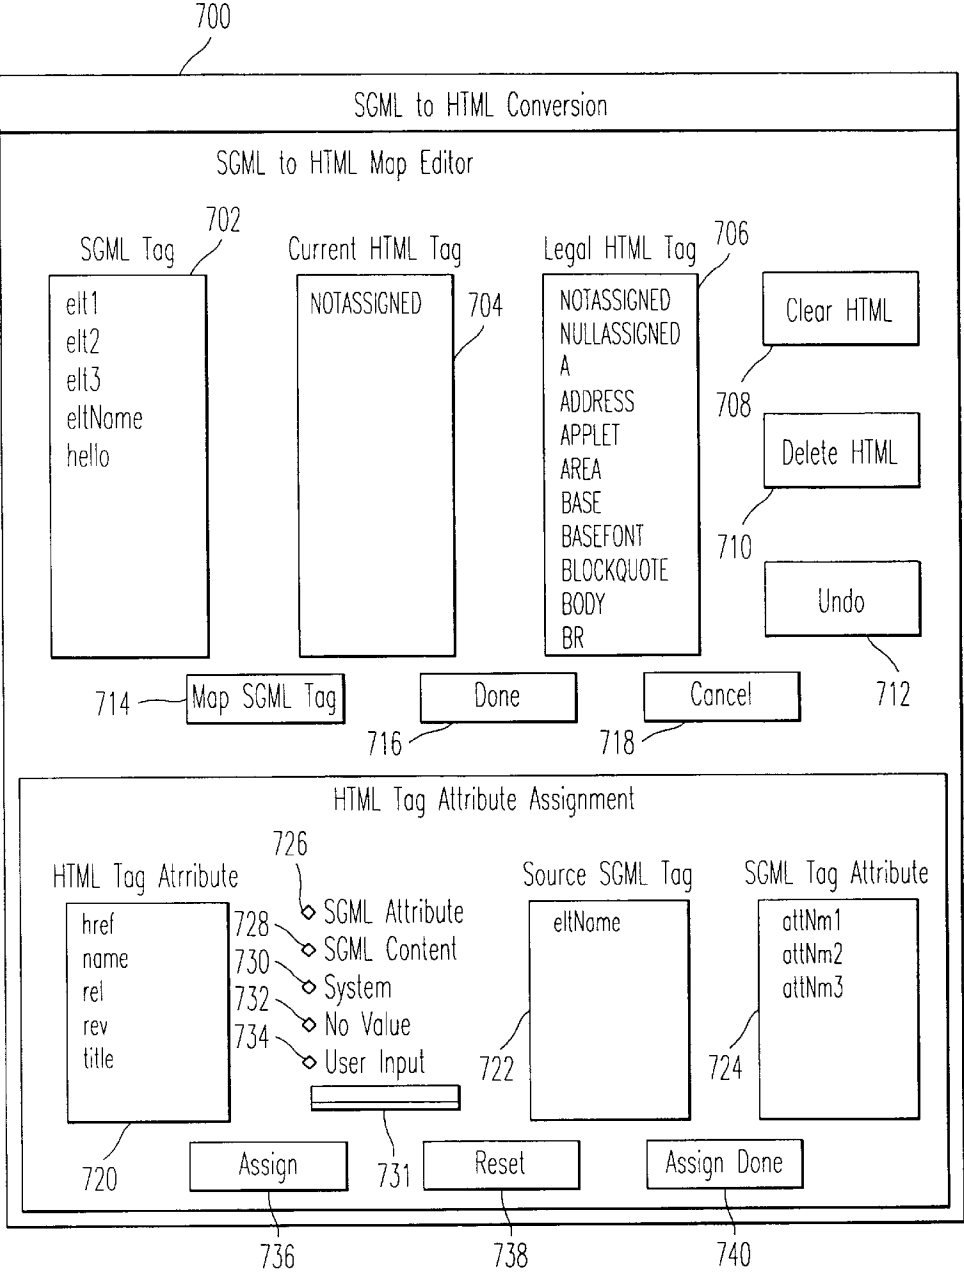 700
SGML to HTML Conversion
SGML to HTML Map Editor
702
SGML Tag
elt1
elt2
elt3
eltName
hello
Current HTML Tag
NOTASSIGNED
704
Legal HTML Tag
706
NOTASSIGNED
NULLASSIGNED
A
ADDRESS
APPLET
AREA
BASE
BASEFONT
BLOCKQUOTE
BODY
BR
Clear HTML
708
Delete HTML
710
Undo
712
714
Map SGML Tag
Done
716
Cancel
718
HTML Tag Attribute Assignment
HTML Tag Atrribute
href
name
rel
rev
title
720
726
SGML Attribute
728
SGML Content
730
System
732
No Value
734
User Input
731
Source SGML Tag
eltName
722
SGML Tag Attribute
attNm1
attNm2
attNm3
724
Assign
Reset
Assign Done
736
738
740